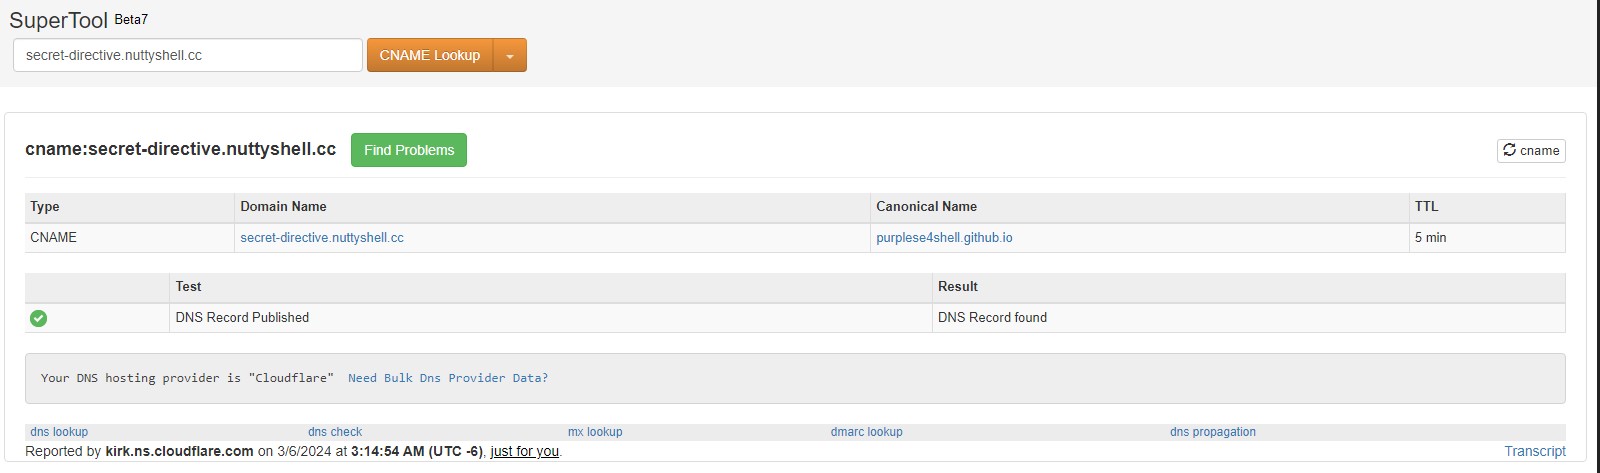 SuperTool Beta7
secret-directive.nuttyshell.cc CNAME Lookup
cname:secret-directive.nuttyshell.cc Find Problems cname
Type Domain Name Canonical Name TTL
CNAME secret-directive.nuttyshell.cc purplese4shell.github.io 5 min
Test Result
DNS Record Published DNS Record found
Your DNS hosting provider is "Cloudflare" Need Bulk Dns Provider Data?
dns lookup dns check mx lookup dmarc lookup dns propagation
Reported by kirk.ns.cloudflare.com on 3/6/2024 at 3:14:54 AM (UTC -6), just for you. Transcript